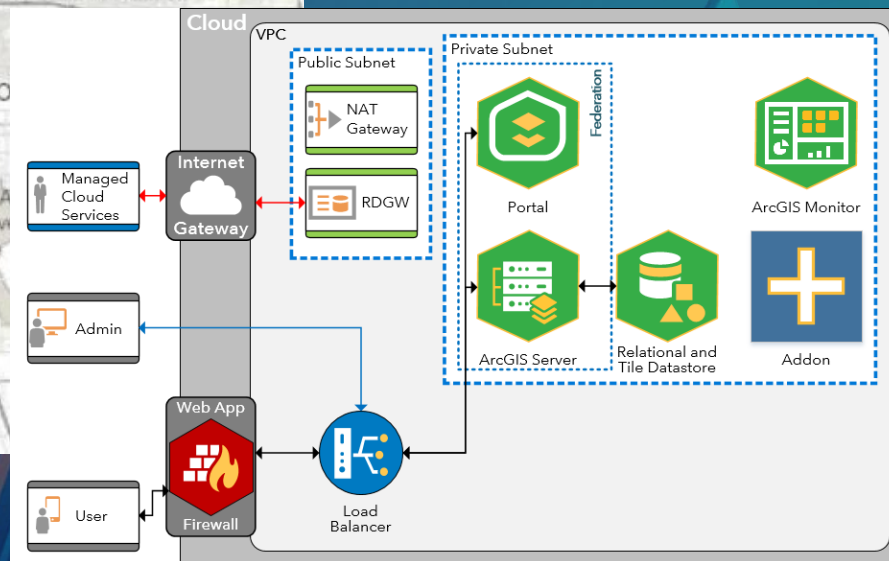 Cloud
VPC
Private Subnet
Public Subnet
Federation
NAT
Gateway
Managed
Cloud
Services
Internet
Gateway
RDGW
Portal
ArcGIS Monitor
Admin
ArcGIS Server
Relational and
Tile Datastore
Addon
Web App
Firewall
User
Load
Balancer